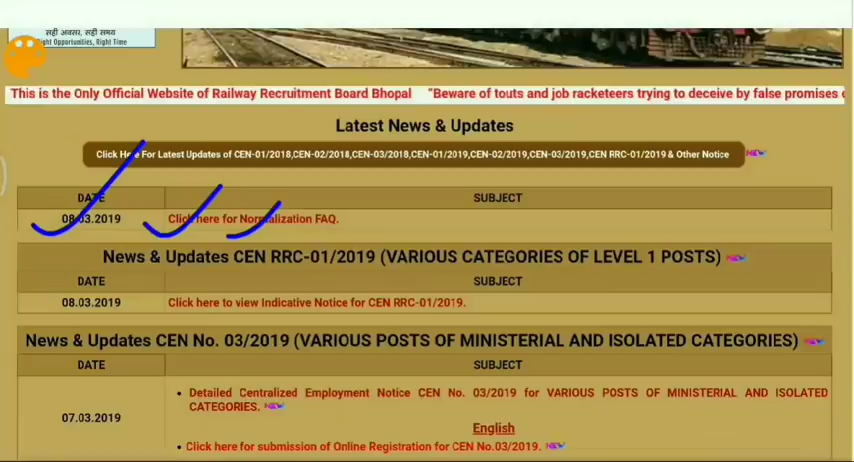 सही अवसर, सही समय
Right Opportunities, Right Time
This is the Only Official Website of Railway Recruitment Board Bhopal "Beware of touts and job racketeers trying to deceive by false promises
Latest News & Updates
Click Here For Latest Updates of CEN-01/2018,CEN-02/2018,CEN-03/2018,CEN-01/2019,CEN-02/2019,CEN-03/2019,CEN RRC-01/2019 & Other Notice NEW
DATE SUBJECT
08.03.2019 Click here for Normalization FAQ.
News & Updates CEN RRC-01/2019 (VARIOUS CATEGORIES OF LEVEL 1 POSTS) NEW
DATE SUBJECT
08.03.2019 Click here to view Indicative Notice for CEN RRC-01/2019.
News & Updates CEN No. 03/2019 (VARIOUS POSTS OF MINISTERIAL AND ISOLATED CATEGORIES) NEW
DATE SUBJECT
07.03.2019
• Detailed Centralized Employment Notice CEN No. 03/2019 for VARIOUS POSTS OF MINISTERIAL AND ISOLATED
CATEGORIES. NEW
English
• Click here for submission of Online Registration for CEN No.03/2019. NEW